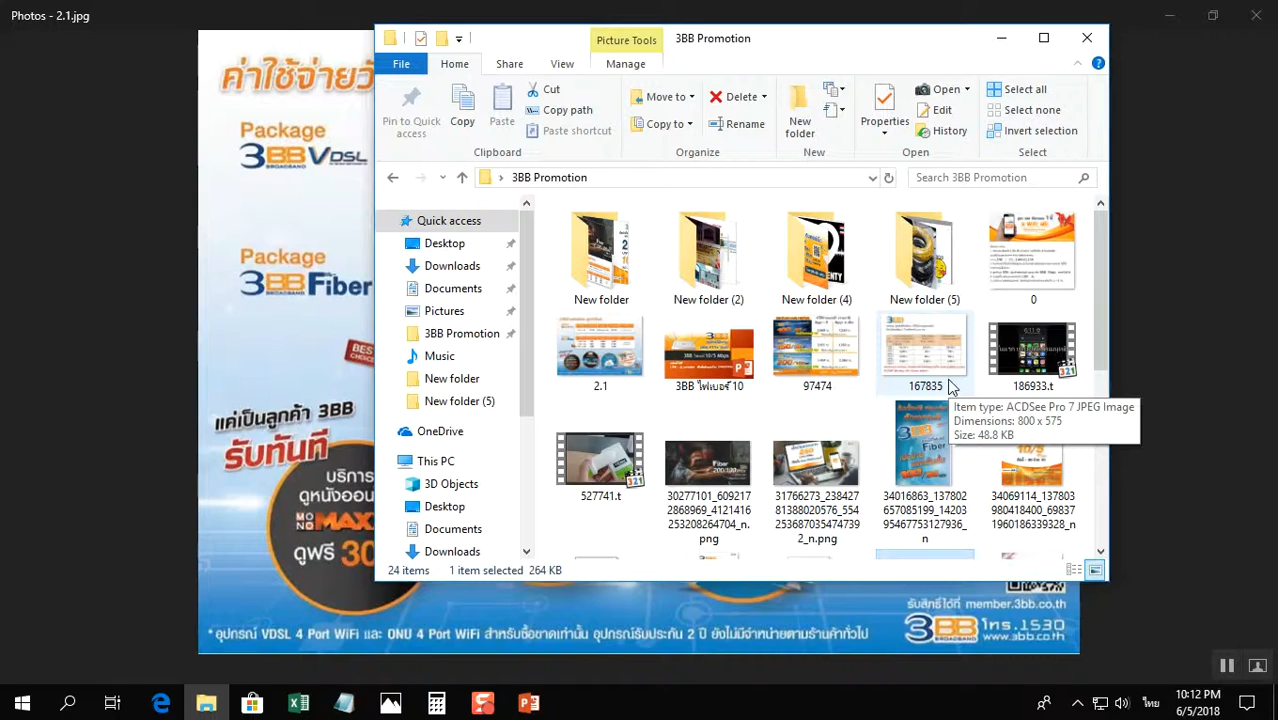 Photos - 2.1.jpg
Picture Tools
3BB Promotion
File
Home
Share
View
Manage
Pin to Quick access
Copy
Paste
Cut
Copy path
Paste shortcut
Clipboard
Move to
Copy to
Delete
Rename
Organize
New folder
New
Properties
Open
Edit
History
Open
Select all
Select none
Invert selection
Select
3BB Promotion
Search 3BB Promotion
Quick access
Desktop
Downloads
Documents
Pictures
3BB Promotion
Music
New folder
New folder (5)
OneDrive
This PC
3D Objects
Desktop
Documents
Downloads
New folder
New folder (2)
New folder (4)
New folder (5)
0
2.1
3BB ไฟเบอร์ 10
97474
167835
186933.t
Item type: ACDSee Pro 7 JPEG Image
Dimensions: 800 x 575
Size: 48.8 KB
527741.t
30277101_609217
2868969_4121416
253208264704_n.
png
31766273_238427
81388020576_554
253687035474739
2_n.png
34016863_137802
657085199_14203
95467753127936_
n
34069114_137803
980418400_69837
1960186339328_n
24 items
1 item selected 264 KB
ค่าใช้จ่ายวั
Package
3BB VDSL
BROADBAND
Package
3BB Fiber
BROADBAND
BEST
แค่เป็นลูกค้า 3BB
รับทันที
บริการ
ดูหนังออน
MONOMAXX
ดูฟรี 30
รับสิทธิ์ได้ที่ member.3bb.co.th
3BB โทร.1530
BROADBAND www.3bb.co.th
* อุปกรณ์ VDSL 4 Port WiFi และ ONU 4 Port WiFi สำหรับซื้อขาดเท่านั้น อุปกรณ์รับประกัน 2 ปี ยังไม่มีจำหน่ายตามร้านค้าทั่วไป
ไทย
10:12 PM
6/5/2018